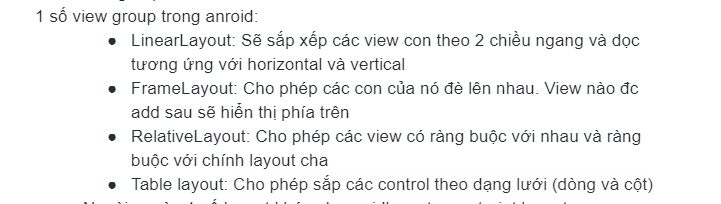 1 số view group trong anroid:
● LinearLayout: Sẽ sắp xếp các view con theo 2 chiều ngang và dọc
tương ứng với horizontal và vertical
● FrameLayout: Cho phép các con của nó đè lên nhau. View nào đc
add sau sẽ hiển thị phía trên
● RelativeLayout: Cho phép các view có ràng buộc với nhau và ràng
buộc với chính layout cha
● Table layout: Cho phép sắp các control theo dạng lưới (dòng và cột)